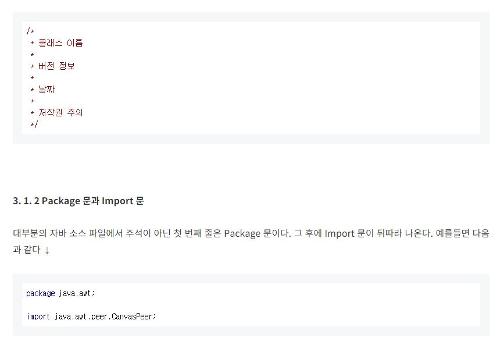 /*
* 클래스 이름
*
* 버전 정보
*
* 날짜
*
* 저작권 주의
*/
3. 1. 2 Package 문과 Import 문
대부분의 자바 소스 파일에서 주석이 아닌 첫 번째 줄은 Package 문이다. 그 후에 Import 문이 뒤따라 나온다. 예를들면 다음
과 같다 ↓
package java.awt;
import java.awt.peer.CanvasPeer;